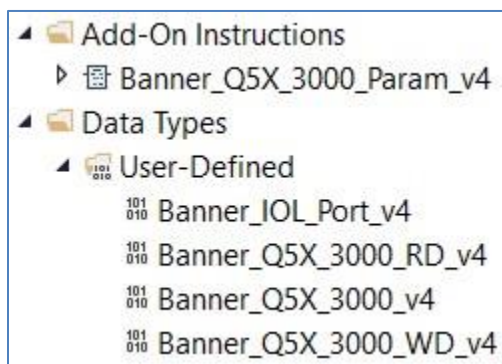 Add-On Instructions
Banner_Q5X_3000_Param_v4
Data Types
User-Defined
Banner_IOL_Port_v4
Banner_Q5X_3000_RD_v4
Banner_Q5X_3000_v4
Banner_Q5X_3000_WD_v4